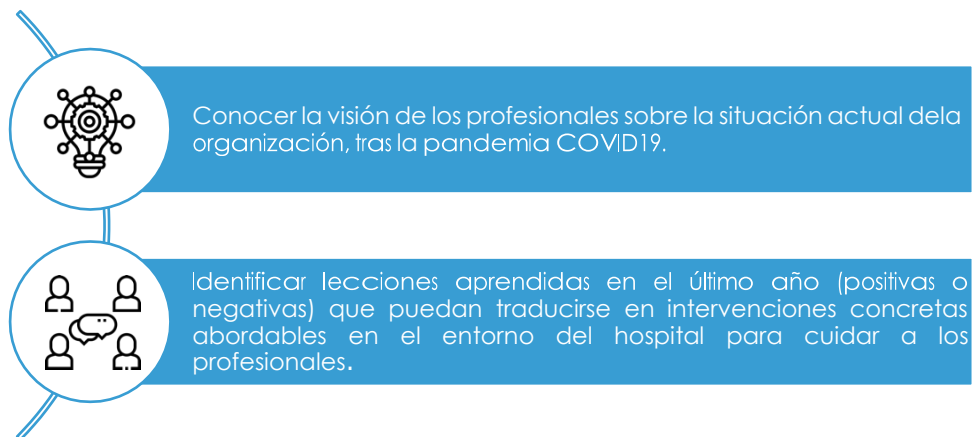 Conocer la visión de los profesionales sobre la situación actual dela
organización, tras la pandemia COVID19.
Identificar lecciones aprendidas en el último año (positivas o
negativas) que puedan traducirse en intervenciones concretas
abordables en el entorno del hospital para cuidar a los
profesionales.